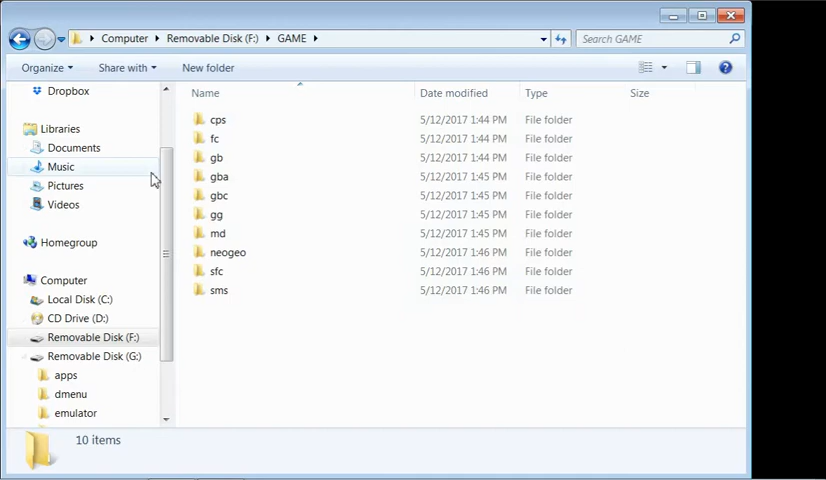 Computer ▸ Removable Disk (F:) ▸ GAME ▸
Search GAME
Organize Share with New folder
Name Date modified Type Size
Dropbox
Libraries
Documents
Music
Pictures
Videos
Homegroup
Computer
Local Disk (C:)
CD Drive (D:)
Removable Disk (F:)
Removable Disk (G:)
apps
dmenu
emulator
cps 5/12/2017 1:44 PM File folder
fc 5/12/2017 1:44 PM File folder
gb 5/12/2017 1:44 PM File folder
gba 5/12/2017 1:45 PM File folder
gbc 5/12/2017 1:45 PM File folder
gg 5/12/2017 1:45 PM File folder
md 5/12/2017 1:45 PM File folder
neogeo 5/12/2017 1:46 PM File folder
sfc 5/12/2017 1:46 PM File folder
sms 5/12/2017 1:46 PM File folder
10 items